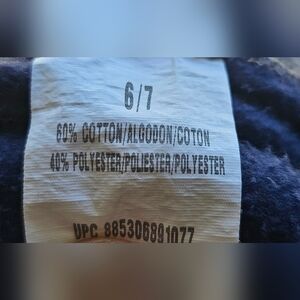 6/7
60% COTTON/ALGODON/COTON
40% POLYESTER/POLIESTER/POLYESTER
UPC 885306891077